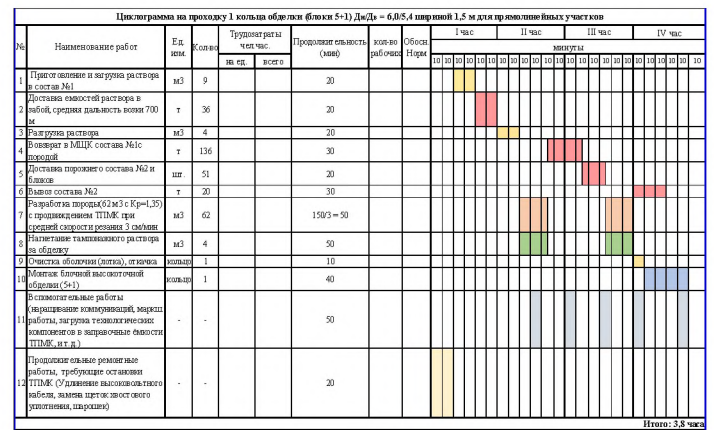 Циклограмма на проходку 1 кольца обделки (блоки 5+1) Дн/Дв = 6,0/5,4 шириной 1,5 м для прямолинейных участков
№ Наименование работ Ед. изм. Кол-во Трудозатраты чел.час. Продолжительность (мин) кол-во рабочих Обосн. Норм. I час II час III час IV час
на ед. всего минуты
10 10 10 10 10 10 10 10 10 10 10 10 10 10 10 10 10 10 10 10 10 10 10 10
1 Приготовление и загрузка раствора м3 9 20
в состав №1
2 Доставка емкостей раствора в т 36 20
забой, средняя дальность возки 700
м
3 Разгрузка раствора м3 4 20
4 Вовзврат в МЩК состава №1с т 136 30
породой
5 Доставка порожнего состава №2 и шт. 51 20
блоков
6 Вывоз состава №2 т 20 30
7 Разработка породы(62 м3 с Кр=1,35) м3 62 150/3 = 50
с продвижением ТПМК при
средней скорости резания 3 см/мин
8 Нагнетание тампонажного раствора м3 4 50
за обделку
9 Очистка оболочки (лотка), откачка кольцо 1 10
10 Монтаж блочной высокоточной кольцо 1 40
обделки (5+1)
11 Вспомогательные работы - - 50
(наращивание коммуникаций, маркш
работы, загрузка технологических
компонентов в заправочные ёмкости
ТПМК, и т.д.)
12 Продолжительные ремонтные - - 20
работы, требующие остановки
ТПМК (Удлинение высоковольтного
кабеля, замена щеток хвостового
уплотнения, шарошек)
Итого: 3,8 часа